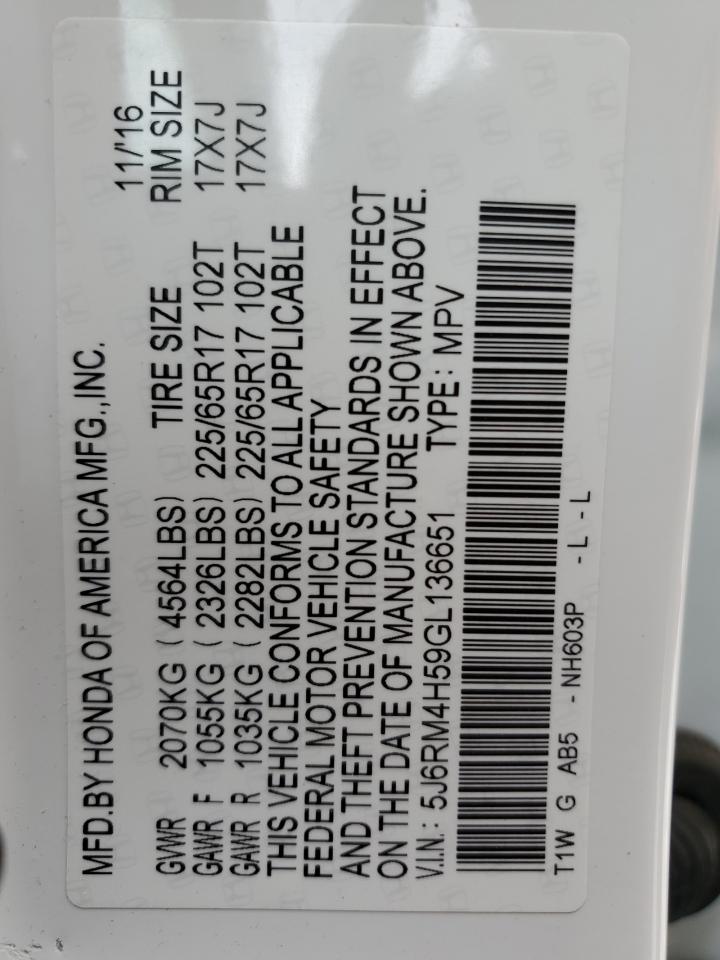 MFD.BY HONDA OF AMERICA MFG.,INC. 11/'16
GVWR 2070KG ( 4564LBS) TIRE SIZE RIM SIZE
GAWR F 1055KG ( 2326LBS) 225/65R17 102T 17X7J
GAWR R 1035KG ( 2282LBS) 225/65R17 102T 17X7J
THIS VEHICLE CONFORMS TO ALL APPLICABLE
FEDERAL MOTOR VEHICLE SAFETY
AND THEFT PREVENTION STANDARDS IN EFFECT
ON THE DATE OF MANUFACTURE SHOWN ABOVE.
V.I.N.: 5J6RM4H59GL136651 TYPE: MPV
T1W G AB5 - NH603P - L - L